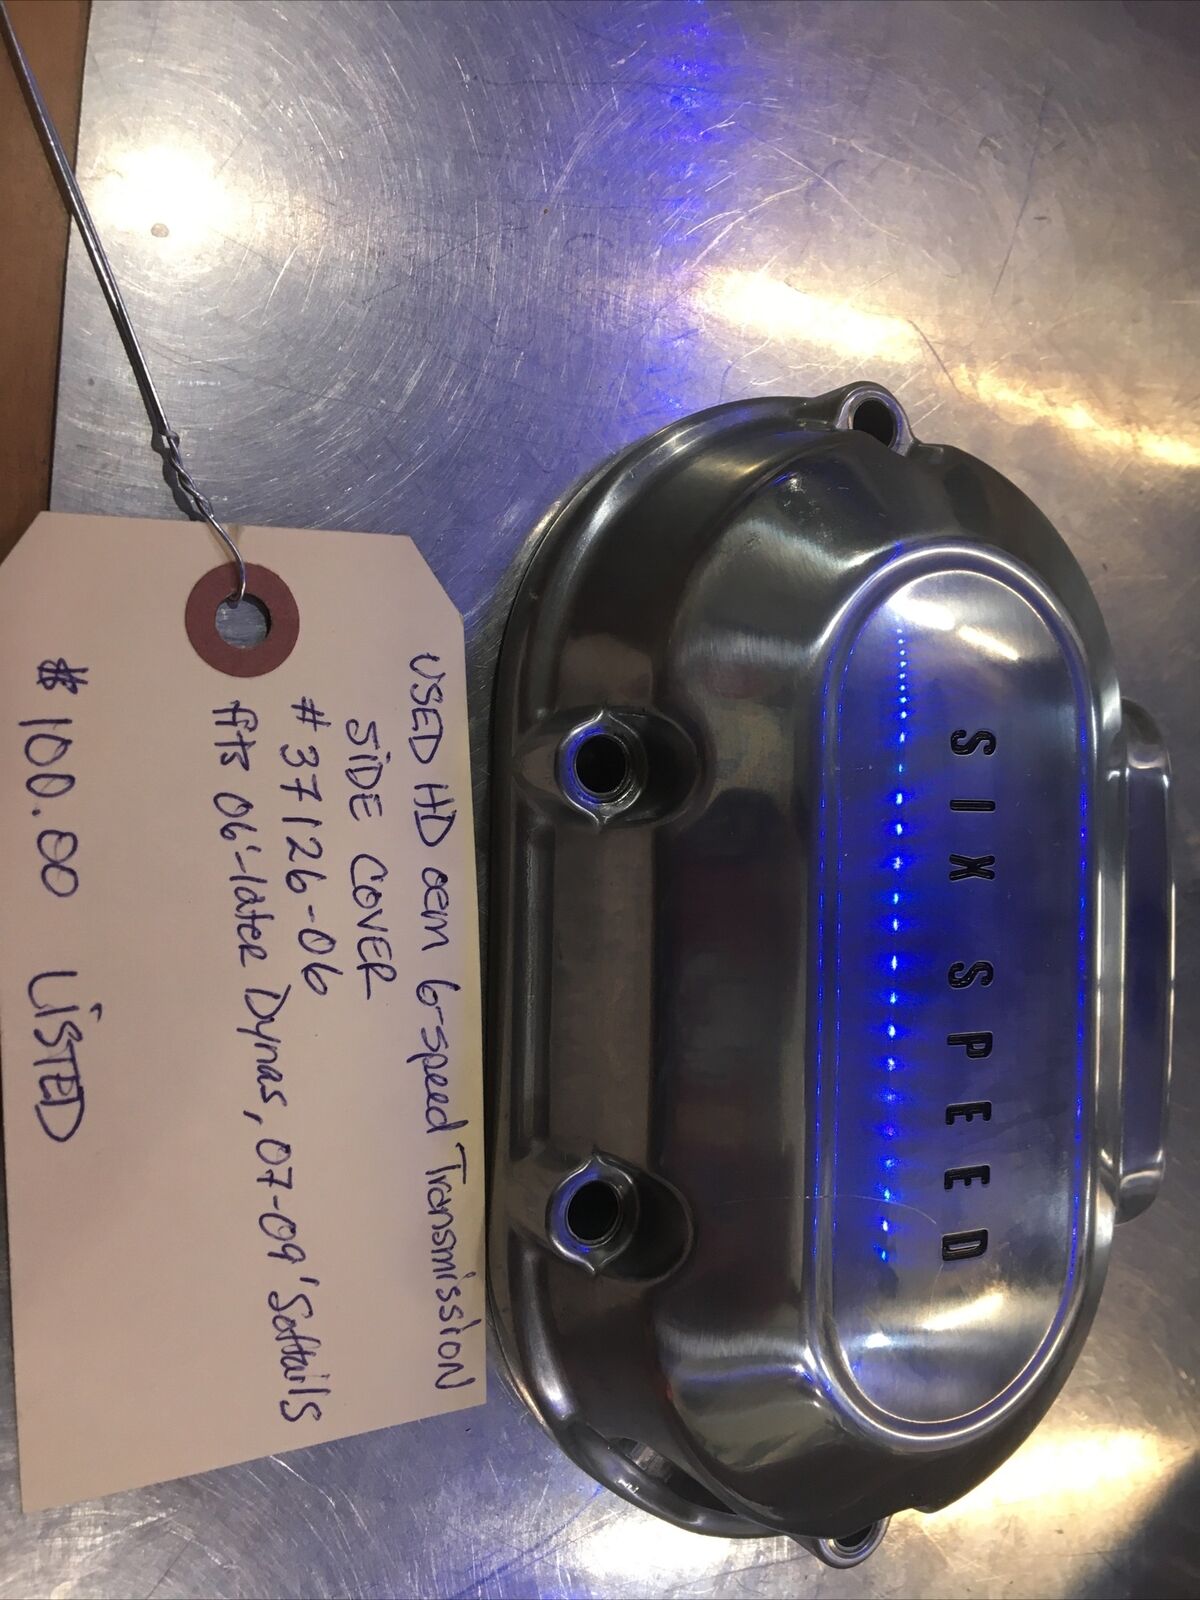 USED HD OEM 6-speed Transmission
SIDE COVER
# 37126-06
fits 06'-later Dynas, 07-09' Softails
$100.00 LISTED
SIX SPEED